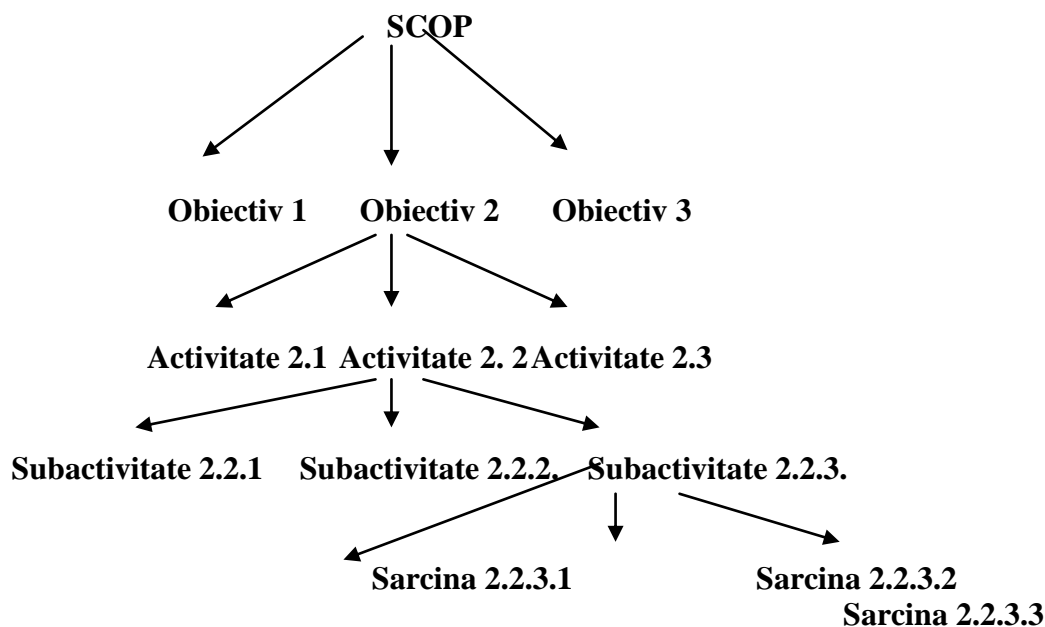 SCOP
Obiectiv 1 Obiectiv 2 Obiectiv 3
Activitate 2.1 Activitate 2. 2 Activitate 2.3
Subactivitate 2.2.1 Subactivitate 2.2.2. Subactivitate 2.2.3.
Sarcina 2.2.3.1 Sarcina 2.2.3.2
Sarcina 2.2.3.3